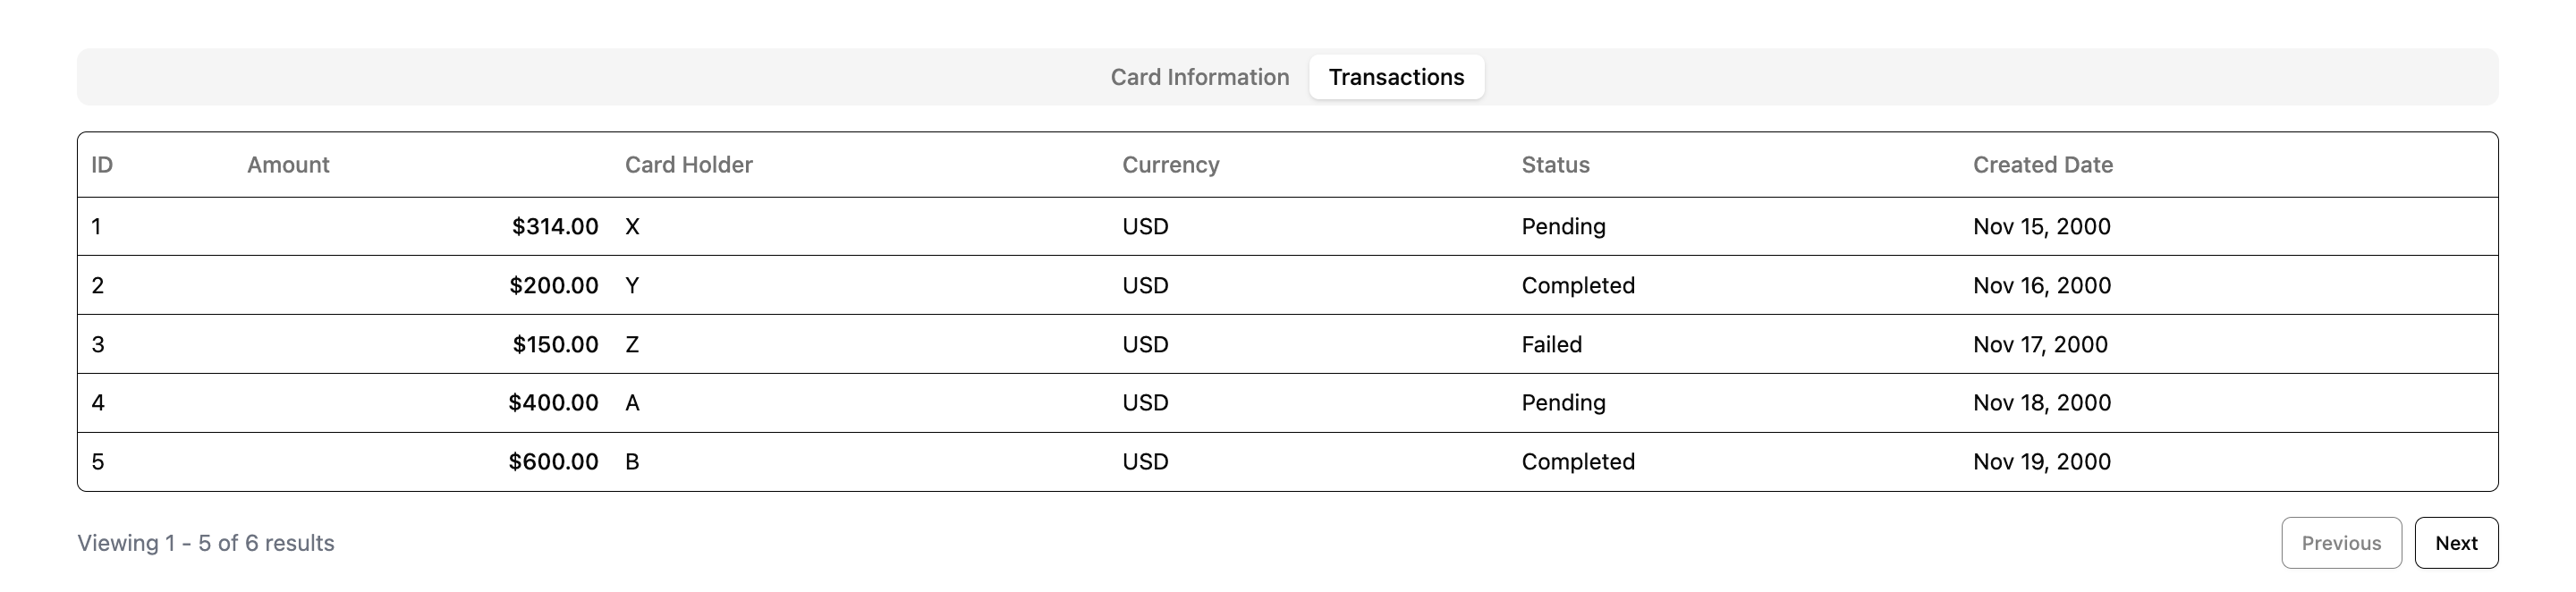 Card Information Transactions
ID Amount Card Holder Currency Status Created Date
1 $314.00 X USD Pending Nov 15, 2000
2 $200.00 Y USD Completed Nov 16, 2000
3 $150.00 Z USD Failed Nov 17, 2000
4 $400.00 A USD Pending Nov 18, 2000
5 $600.00 B USD Completed Nov 19, 2000
Viewing 1 - 5 of 6 results Previous Next